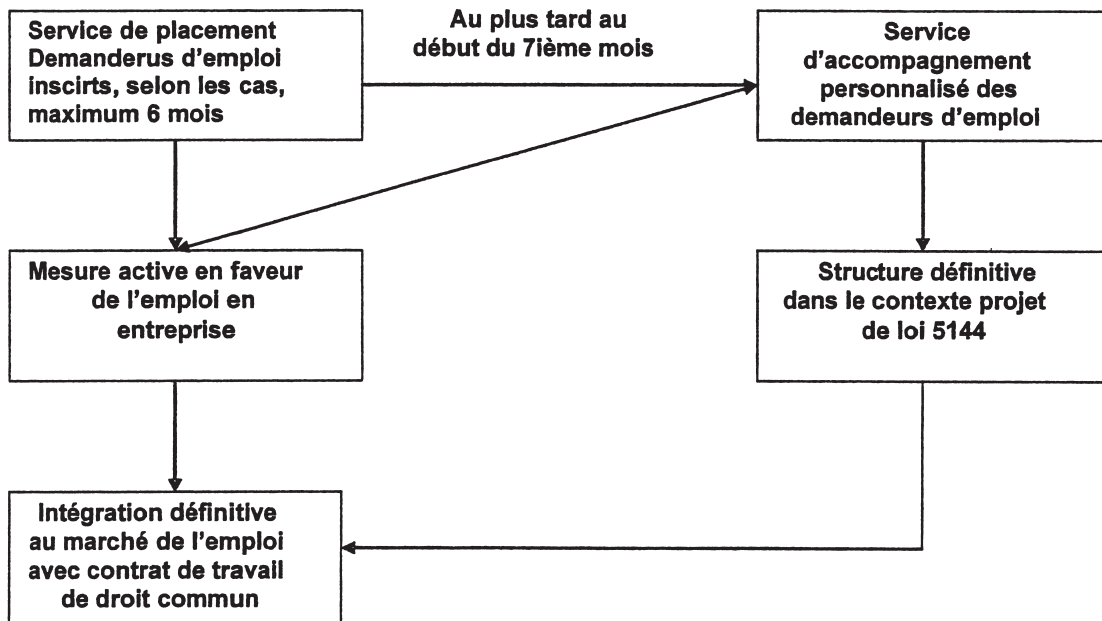 Service de placement
Demanderus d'emploi
inscirts, selon les cas,
maximum 6 mois
Au plus tard au
début du 7ième mois
Service
d'accompagnement
personnalisé des
demandeurs d'emploi
Mesure active en faveur
de l'emploi en
entreprise
Structure définitive
dans le contexte projet
de loi 5144
Intégration définitive
au marché de l'emploi
avec contrat de travail
de droit commun